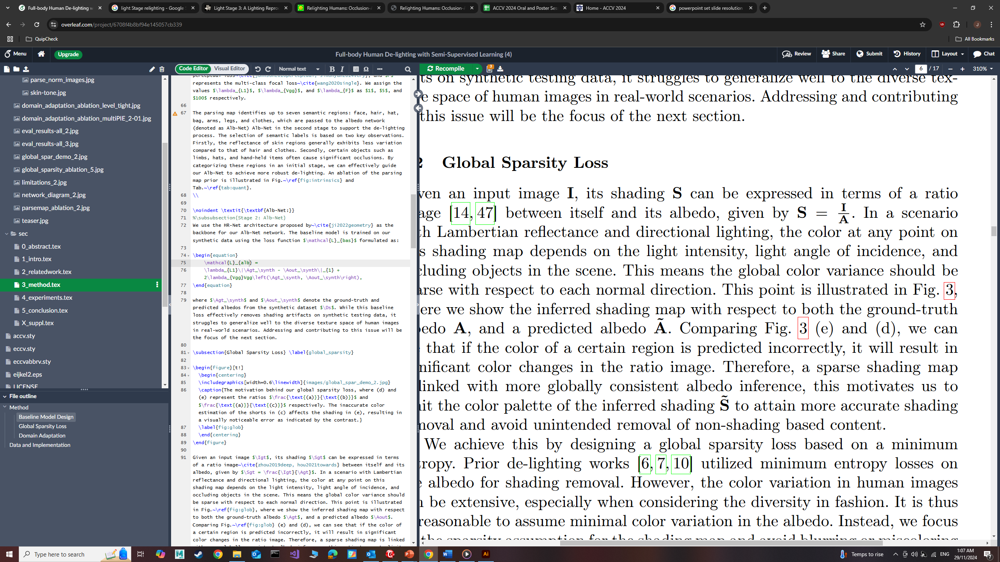 Full-body Human De-lighting w
light Stage relighting - Google S
Light Stage 3: A Lighting Repro
Relighting Humans: Occlusion-A
Relighting Humans: Occlusion-A
ACCV 2024 Oral and Poster Ses
Home - ACCV 2024
powerpoint set slide resolution
overleaf.com/project/6708f4b8bf94e145057cb339
J
QuipCheck
All Bookmarks
Menu
Upgrade
Full-body Human De-lighting with Semi-Supervised Learning (4)
Review
Share
Submit
History
Layout
Chat
Code Editor
Visual Editor
Normal text
B I
Ω
Recompile
3
6 / 17
310%
parse_norm_images.jpg
skin-tone.jpg
domain_adaptation_ablation_level_tight.jpg
domain_adaptation_ablation_multiPIE_2-01.jpg
eval_results-all_2.jpg
eval_results-all_3.jpg
global_spar_demo_2.jpg
global_sparsity_ablation_5.jpg
limitations_2.jpg
network_diagram_2.jpg
parsemap_ablation_2.jpg
teaser.jpg
sec
0_abstract.tex
1_intro.tex
2_relatedwork.tex
3_method.tex
4_experiments.tex
5_conclusion.tex
X_suppl.tex
accv.sty
eccv.sty
eccvabbrv.sty
eijkel2.eps
LICENSE
File outline
Method
Baseline Model Design
Global Sparsity Loss
Domain Adaptation
Data and Implementation
represents the multi-class focal loss~\cite{wang2020single}. We assign the
values $\lambda_{L1}$, $\lambda_{Vgg}$, and $\lambda_{F}$ as $1$, $5$, and
$100$ respectively.
66
67 The parsing map identifies up to seven semantic regions: face, hair, hat,
bag, arms, legs, and clothes, which are passed to the albedo network
(denoted as Alb-Net) Alb-Net in the second stage to support the de-lighting
process. The selection of semantic labels is based on two key observations.
Firstly, the reflectance of skin regions generally exhibits less variation
compared to that of hair and clothes. Secondly, certain objects such as
limbs, hats, and hand-held items often cause significant occlusions. By
categorizing these regions in an initial stage, we can effectively guide
our Alb-Net to achieve more robust de-lighting. An ablation of the parsing
map prior is illustrated in Fig.~\ref{fig:intrinsics} and
Tab.~\ref{tab:quant}.
68 \\
69
70 \noindent \textit{\textbf{Alb-Net:}}
71 %\subsubsection{Stage 2: Alb-Net}
72 We use the HR-Net architecture proposed by~\cite{ji2022geometry} as the
backbone for our Alb-Net network. The baseline model is trained on our
synthetic data using the loss function $\mathcal{L}_{bas}$ formulated as:
73
74 \begin{equation}
75 \mathcal{L}_{alb} =
76 \lambda_{L1}\|\Agt_\synth - \Aout_\synth\|_{1} +
2\lambda_{Vgg}Vgg\left(\Agt_\synth, \Aout_\synth\right),
77 \end{equation}
78
79 where $\Agt_\synth$ and $\Aout_\synth$ denote the ground-truth and
predicted albedos from the synthetic dataset $\Ds$. While this baseline
loss effectively removes shading artifacts on synthetic testing data, it
struggles to generalize well to the diverse texture space of human images
in real-world scenarios. Addressing and contributing to this issue will be
the focus of the next section.
80
81 \subsection{Global Sparsity Loss} \label{global_sparsity}
82
83 \begin{figure}[t!]
84 \begin{centering}
85 \includegraphics[width=0.6\linewidth]{images/global_spar_demo_2.jpg}
86 \caption{The motivation behind our global sparsity loss, where (d) and
(e) represent the ratios $\frac{\text{(a)}}{\text{(b)}}$ and
$\frac{\text{(a)}}{\text{(c)}}$ respectively. The inaccurate color
estimation of the shorts in (c) affects the shading in (e), resulting in
a visually noticeable error as indicated by the contrast.}
87 \label{fig:glob}
88 \end{centering}
89 \end{figure}
90
91 Given an input image $\Igt$, its shading $\Sgt$ can be expressed in terms
of a ratio image~\cite{zhou2019deep, hou2021towards} between itself and its
albedo, given by $\Sgt = \frac{\Igt}{\Agt}$. In a scenario with Lambertian
reflectance and directional lighting, the color at any point on this
shading map depends on the light intensity, light angle of incidence, and
occluding objects in the scene. This means the global color variance should
be sparse with respect to each normal direction. This point is illustrated
in Fig.~\ref{fig:glob}, where we show the inferred shading map with respect
to both the ground-truth albedo $\Agt$, and a predicted albedo $\Aout$.
Comparing Fig.~\ref{fig:glob} (e) and (d), we can see that if the color of
a certain region is predicted incorrectly, it will result in significant
color changes in the ratio image. Therefore, a sparse shading map is linked
ts on synthetic testing data, it struggles to generalize well to the diverse tex-
e space of human images in real-world scenarios. Addressing and contributing
this issue will be the focus of the next section.
2 Global Sparsity Loss
ven an input image I, its shading S can be expressed in terms of a ratio
age [14, 47] between itself and its albedo, given by S = I/A. In a scenario
th Lambertian reflectance and directional lighting, the color at any point on
s shading map depends on the light intensity, light angle of incidence, and
cluding objects in the scene. This means the global color variance should be
arse with respect to each normal direction. This point is illustrated in Fig. 3,
ere we show the inferred shading map with respect to both the ground-truth
bedo A, and a predicted albedo Ã. Comparing Fig. 3 (e) and (d), we can
e that if the color of a certain region is predicted incorrectly, it will result in
nificant color changes in the ratio image. Therefore, a sparse shading map
linked with more globally consistent albedo inference, this motivates us to
nit the color palette of the inferred shading S̃ to attain more accurate shading
moval and avoid unintended removal of non-shading based content.
We achieve this by designing a global sparsity loss based on a minimum
tropy. Prior de-lighting works [6, 7, 10] utilized minimum entropy losses on
e albedo for shading removal. However, the color variation in human images
n be extensive, especially when considering the diversity in fashion. It is thus
reasonable to assume minimal color variation in the albedo. Instead, we focus
the sparsity assumption for the shading map and avoid blurring or miscoloring
Type here to search
Temps to rise
ENG
1:07 AM
29/11/2024
7